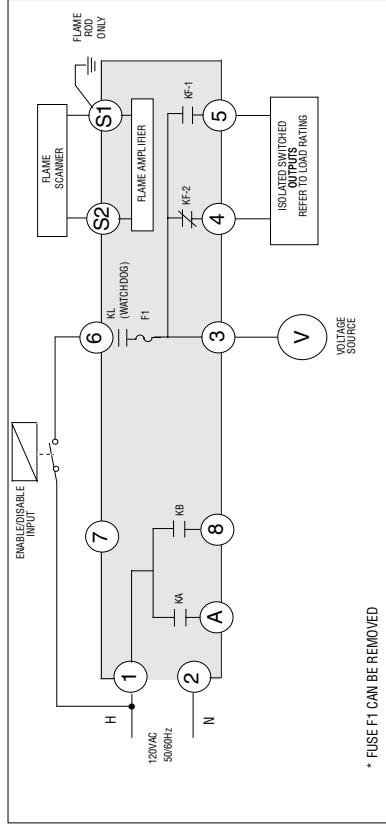 ENABLE/DISABLE
INPUT
FLAME
SCANNER
FLAME
ROD
ONLY
H
1
7
6
S2
S1
120VAC
50/60Hz
KL
(WATCHDOG)
F1
FLAME AMPLIFIER
KA
KB
KF-2
KF-1
N
2
A
8
3
4
5
V
VOLTAGE
SOURCE
ISOLATED SWITCHED
OUTPUTS
REFER TO LOAD RATING
* FUSE F1 CAN BE REMOVED